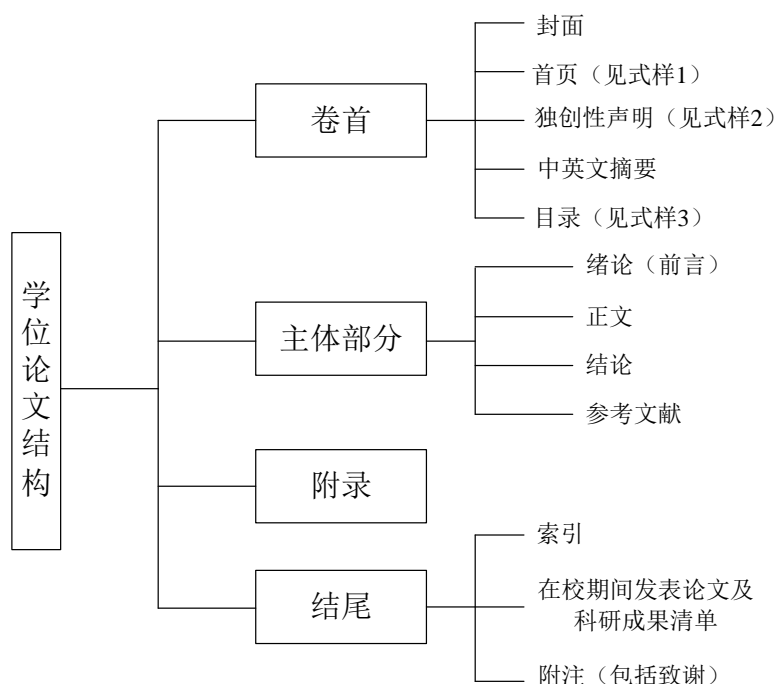 学位论文结构
卷首
封面
首页（见式样1）
独创性声明（见式样2）
中英文摘要
目录（见式样3）
主体部分
绪论（前言）
正文
结论
参考文献
附录
结尾
索引
在校期间发表论文及
科研成果清单
附注（包括致谢）